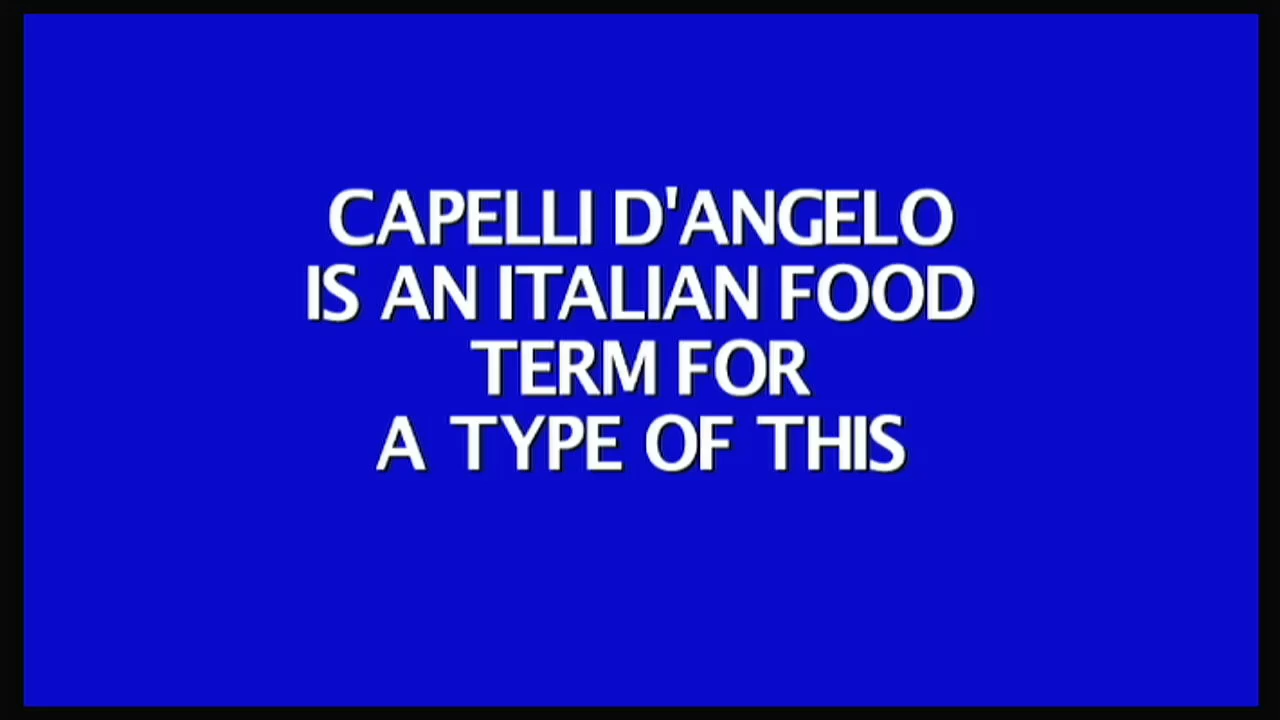 CAPELLI D'ANGELO
IS AN ITALIAN FOOD
TERM FOR
A TYPE OF THIS